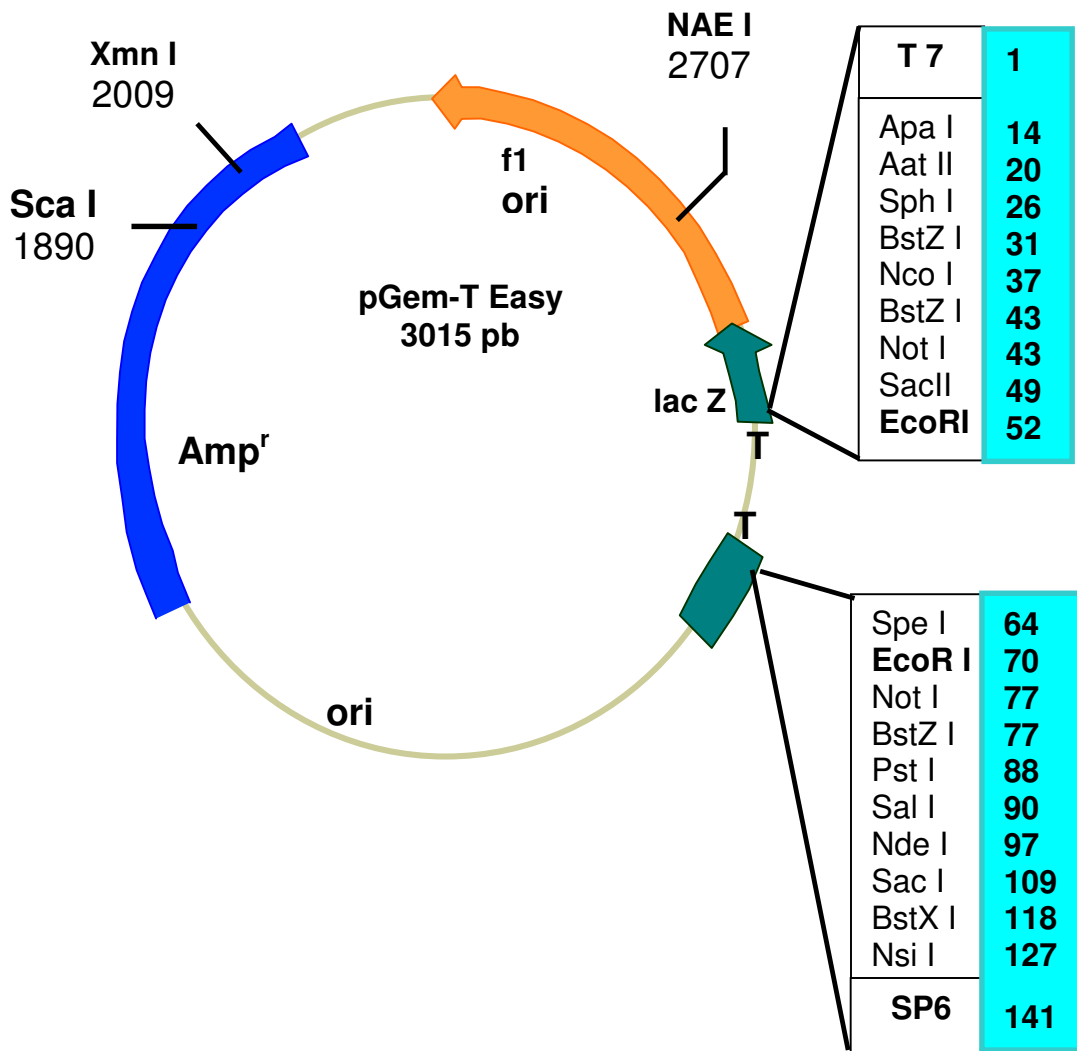 Xmn I
2009
NAE I
2707
Sca I
1890
f1
ori
pGem-T Easy
3015 pb
lac Z
T
T
Ampʳ
ori
T 7 1
Apa I 14
Aat II 20
Sph I 26
BstZ I 31
Nco I 37
BstZ I 43
Not I 43
SacII 49
EcoRI 52
Spe I 64
EcoR I 70
Not I 77
BstZ I 77
Pst I 88
Sal I 90
Nde I 97
Sac I 109
BstX I 118
Nsi I 127
SP6 141